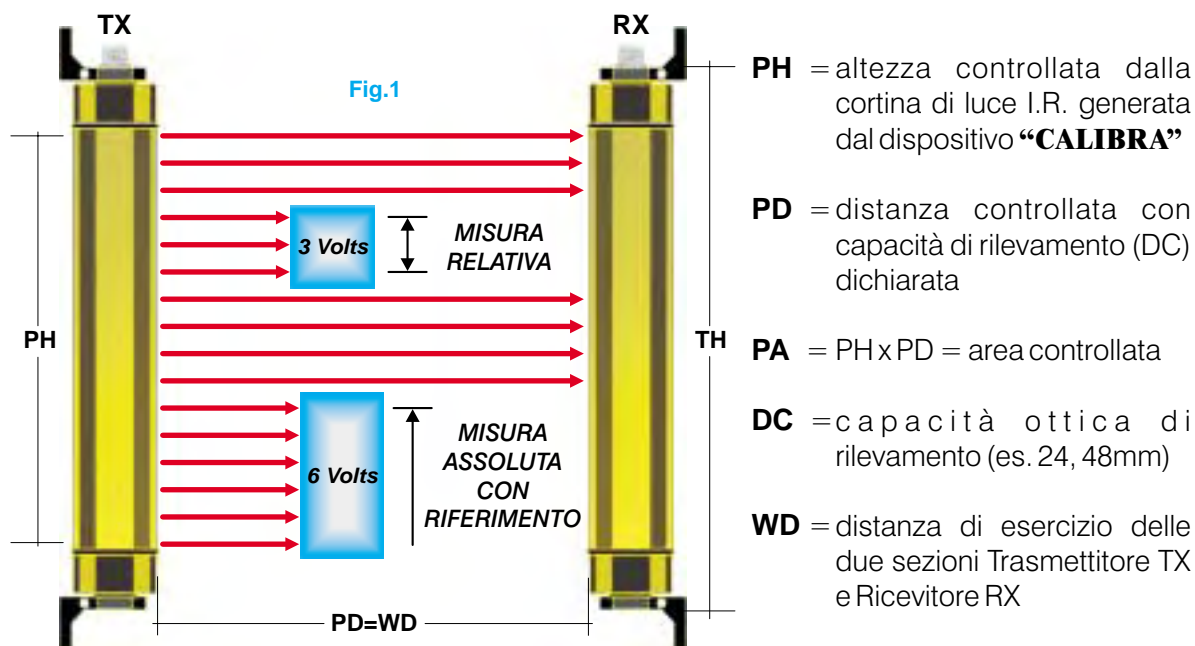 TX
RX
Fig.1
3 Volts
MISURA
RELATIVA
PH
TH
6 Volts
MISURA
ASSOLUTA
CON
RIFERIMENTO
PD=WD
PH = altezza controllata dalla
cortina di luce I.R. generata
dal dispositivo “CALIBRA”
PD = distanza controllata con
capacità di rilevamento (DC)
dichiarata
PA = PH x PD = area controllata
DC = capacità ottica di
rilevamento (es. 24, 48mm)
WD = distanza di esercizio delle
due sezioni Trasmettitore TX
e Ricevitore RX